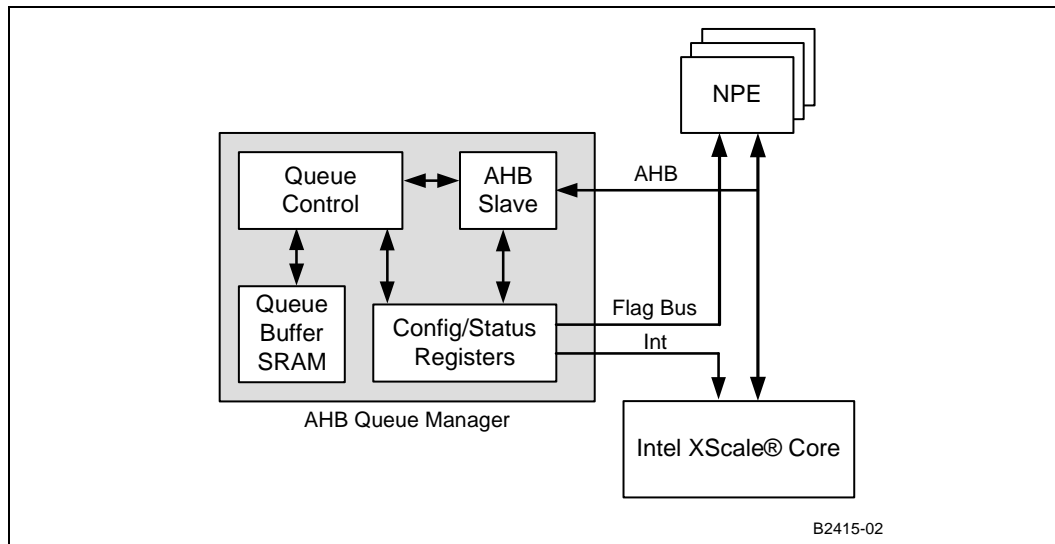 NPE
Queue
Control
AHB
Slave
AHB
Queue
Buffer
SRAM
Config/Status
Registers
Flag Bus
Int
AHB Queue Manager
Intel XScale® Core
B2415-02